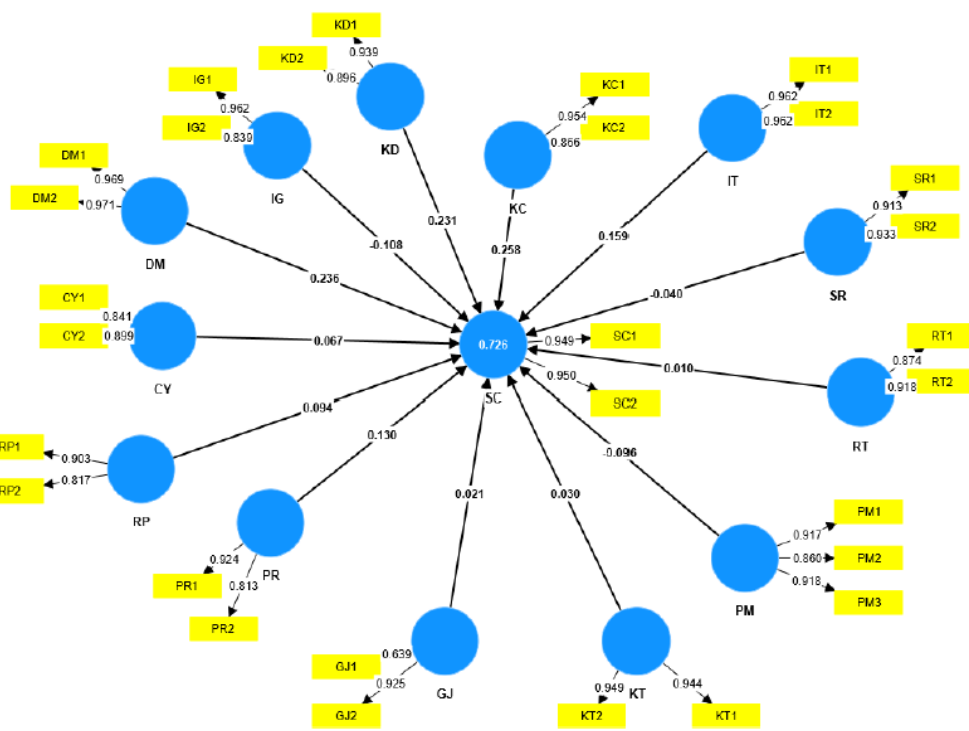 KD1
0.939
KD2
0.896
KD
IG1
0.962
IG2
0.839
IG
KC1
0.954
KC2
0.866
KC
IT1
0.962
IT2
0.962
IT
DM1
0.969
DM2
0.971
DM
SR1
0.913
SR2
0.933
SR
0.231
0.258
0.159
-0.108
0.236
-0.040
CY1
0.841
CY2
0.899
CY
0.067
0.726
SC
0.949
SC1
0.950
SC2
0.010
RT1
0.874
RT2
0.918
RT
0.094
0.130
0.021
0.030
-0.096
RP1
0.903
RP2
0.817
RP
PR
0.924
PR1
0.813
PR2
PM1
0.917
PM2
0.860
PM3
0.918
PM
GJ1
0.639
GJ2
0.925
GJ
KT
0.949
KT2
0.944
KT1